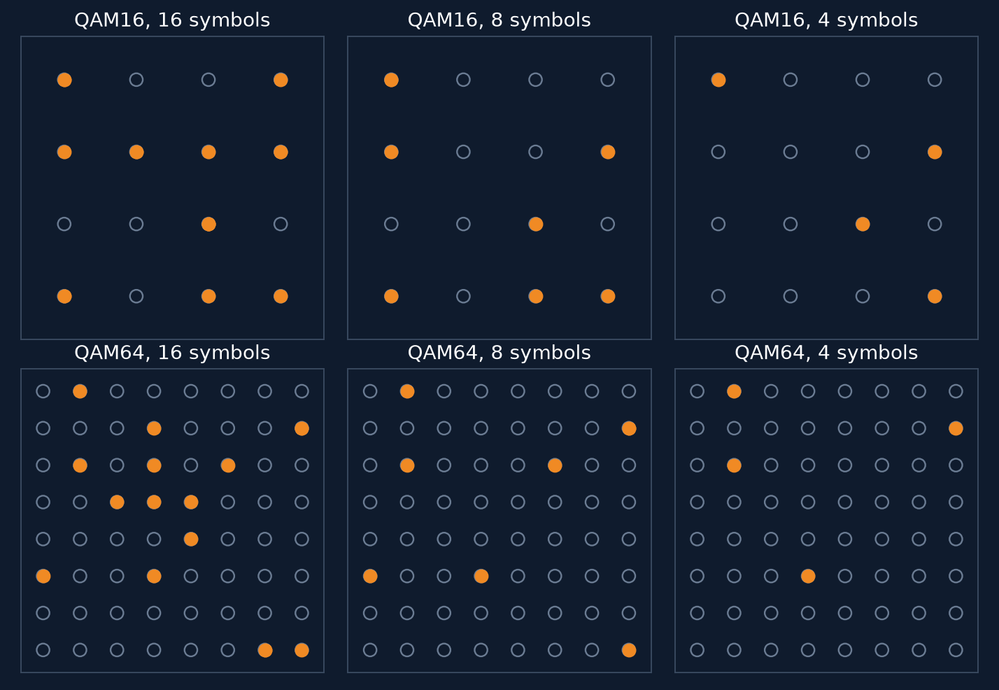 QAM16, 16 symbols
QAM16, 8 symbols
QAM16, 4 symbols
QAM64, 16 symbols
QAM64, 8 symbols
QAM64, 4 symbols